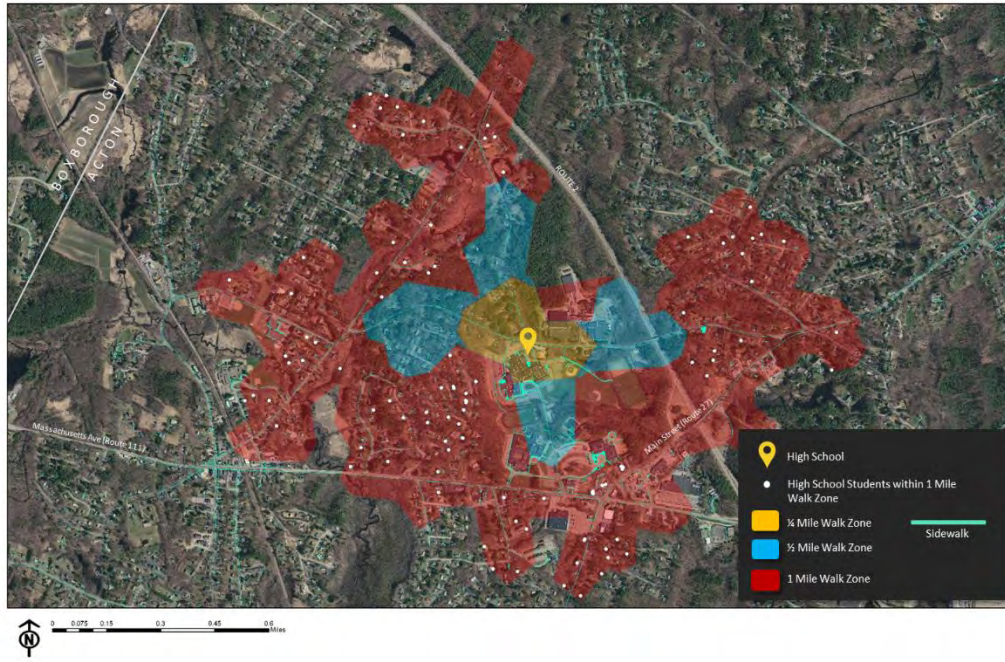 BOXBOROUGH
ACTON
ROUTE 2
Massachusetts Ave (Route 111)
Main Street (Route 27)
High School
High School Students within 1 Mile
Walk Zone
¼ Mile Walk Zone
½ Mile Walk Zone
1 Mile Walk Zone
Sidewalk
N
0 0.075 0.15 0.3 0.45 0.6
Miles